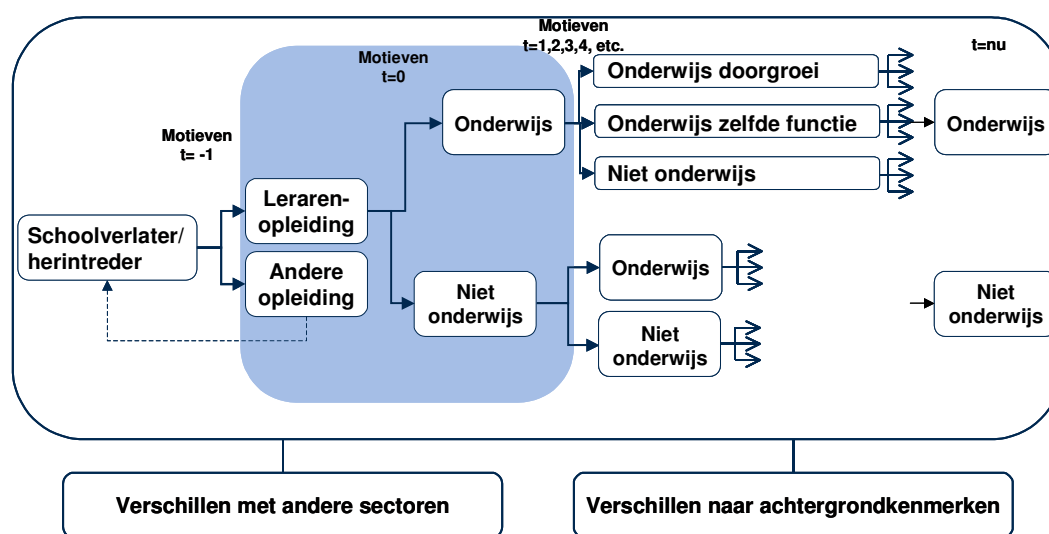 Motieven
t=1,2,3,4, etc.
t=nu
Motieven
t=0
Motieven
t= -1
Schoolverlater/
herintreder
Leraren-
opleiding
Andere
opleiding
Onderwijs
Niet
onderwijs
Onderwijs doorgroei
Onderwijs zelfde functie
Niet onderwijs
Onderwijs
Niet
onderwijs
Onderwijs
Niet
onderwijs
Verschillen met andere sectoren
Verschillen naar achtergrondkenmerken